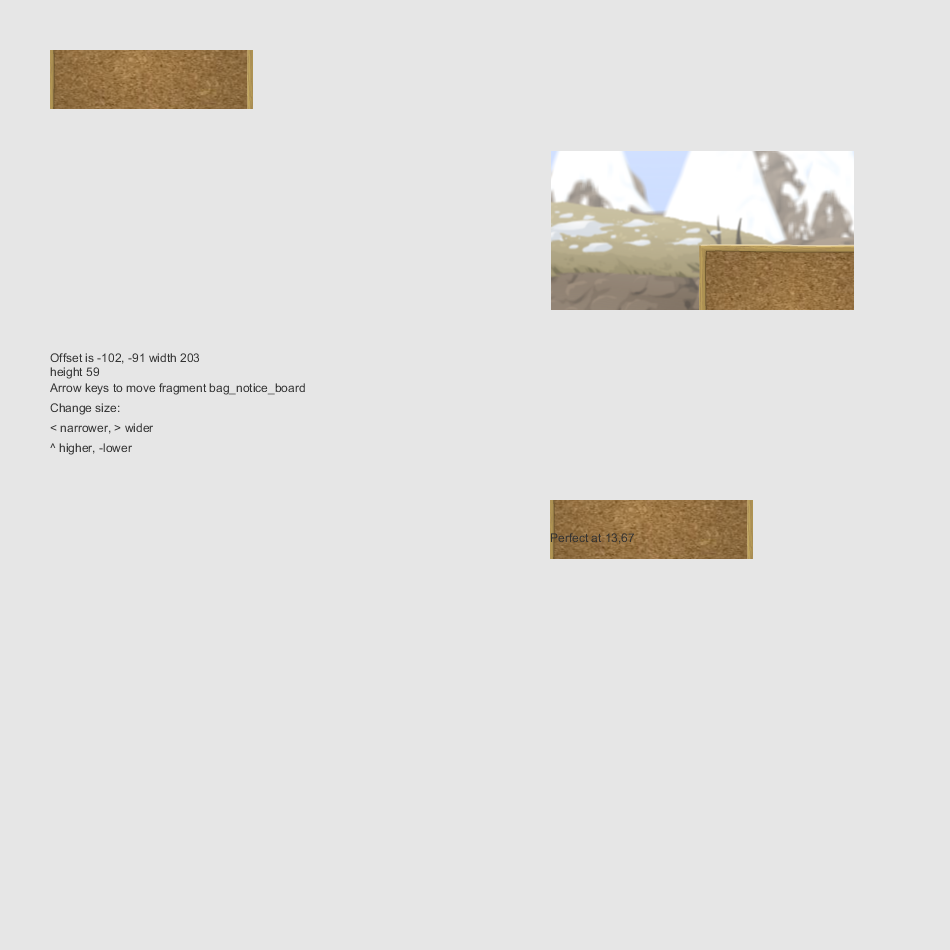 Offset is -102, -91 width 203
height 59
Arrow keys to move fragment bag_notice_board
Change size:
< narrower, > wider
^ higher, -lower
Perfect at 13,67